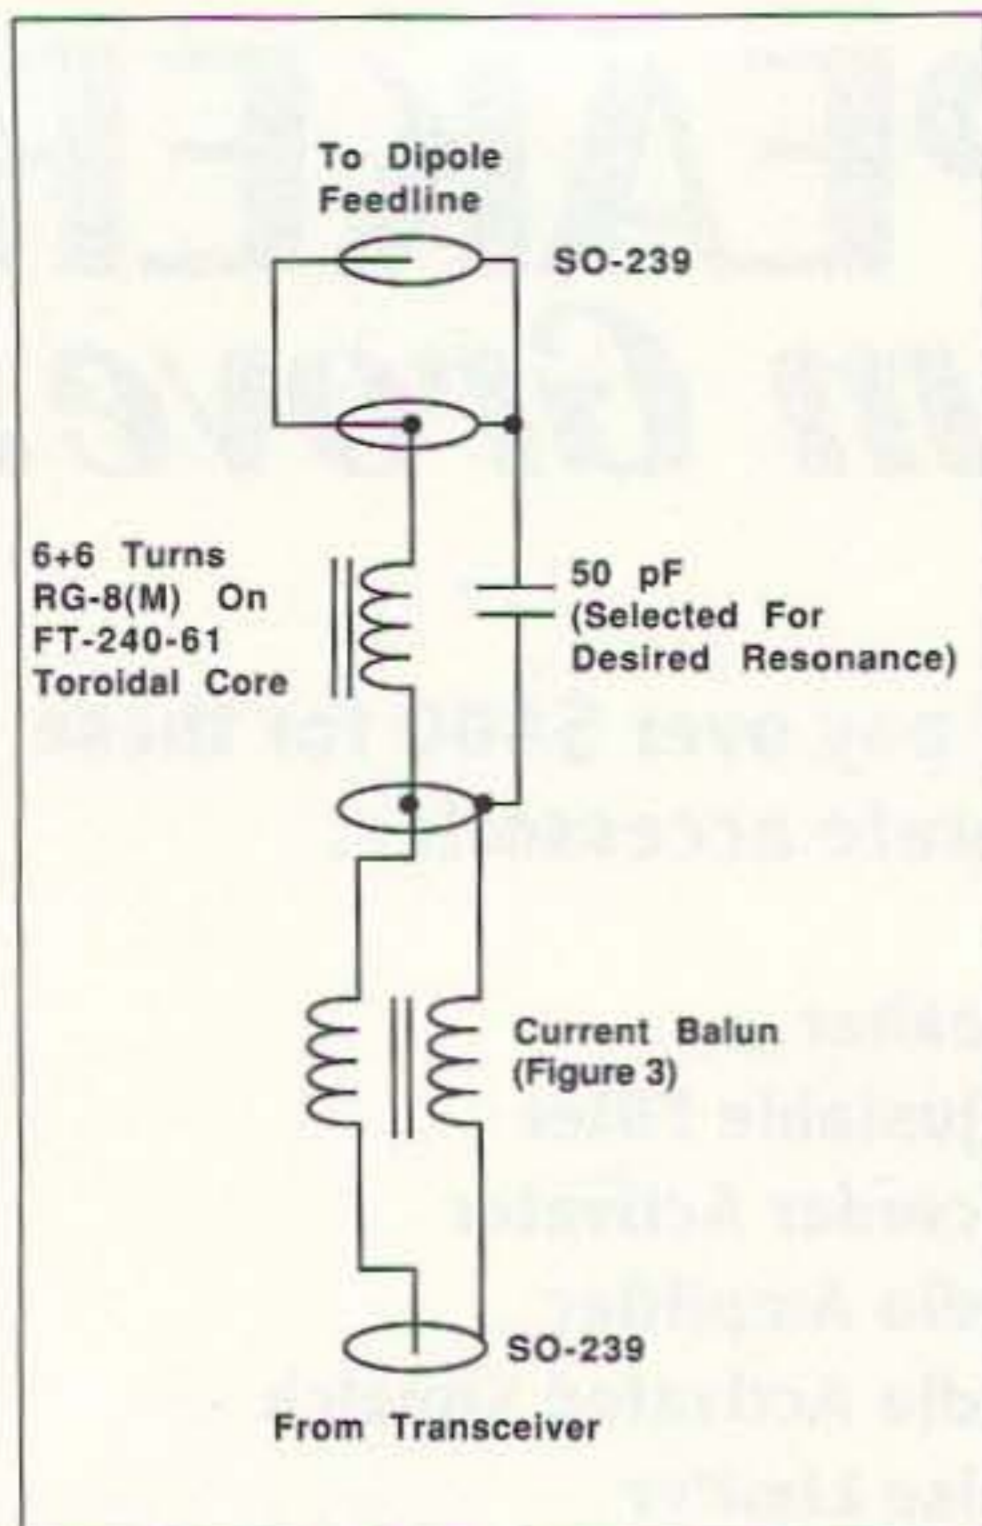 To Dipole
Feedline
SO-239
6+6 Turns
RG-8(M) On
FT-240-61
Toroidal Core
50 pF
(Selected For
Desired Resonance)
Current Balun
(Figure 3)
SO-239
From Transceiver